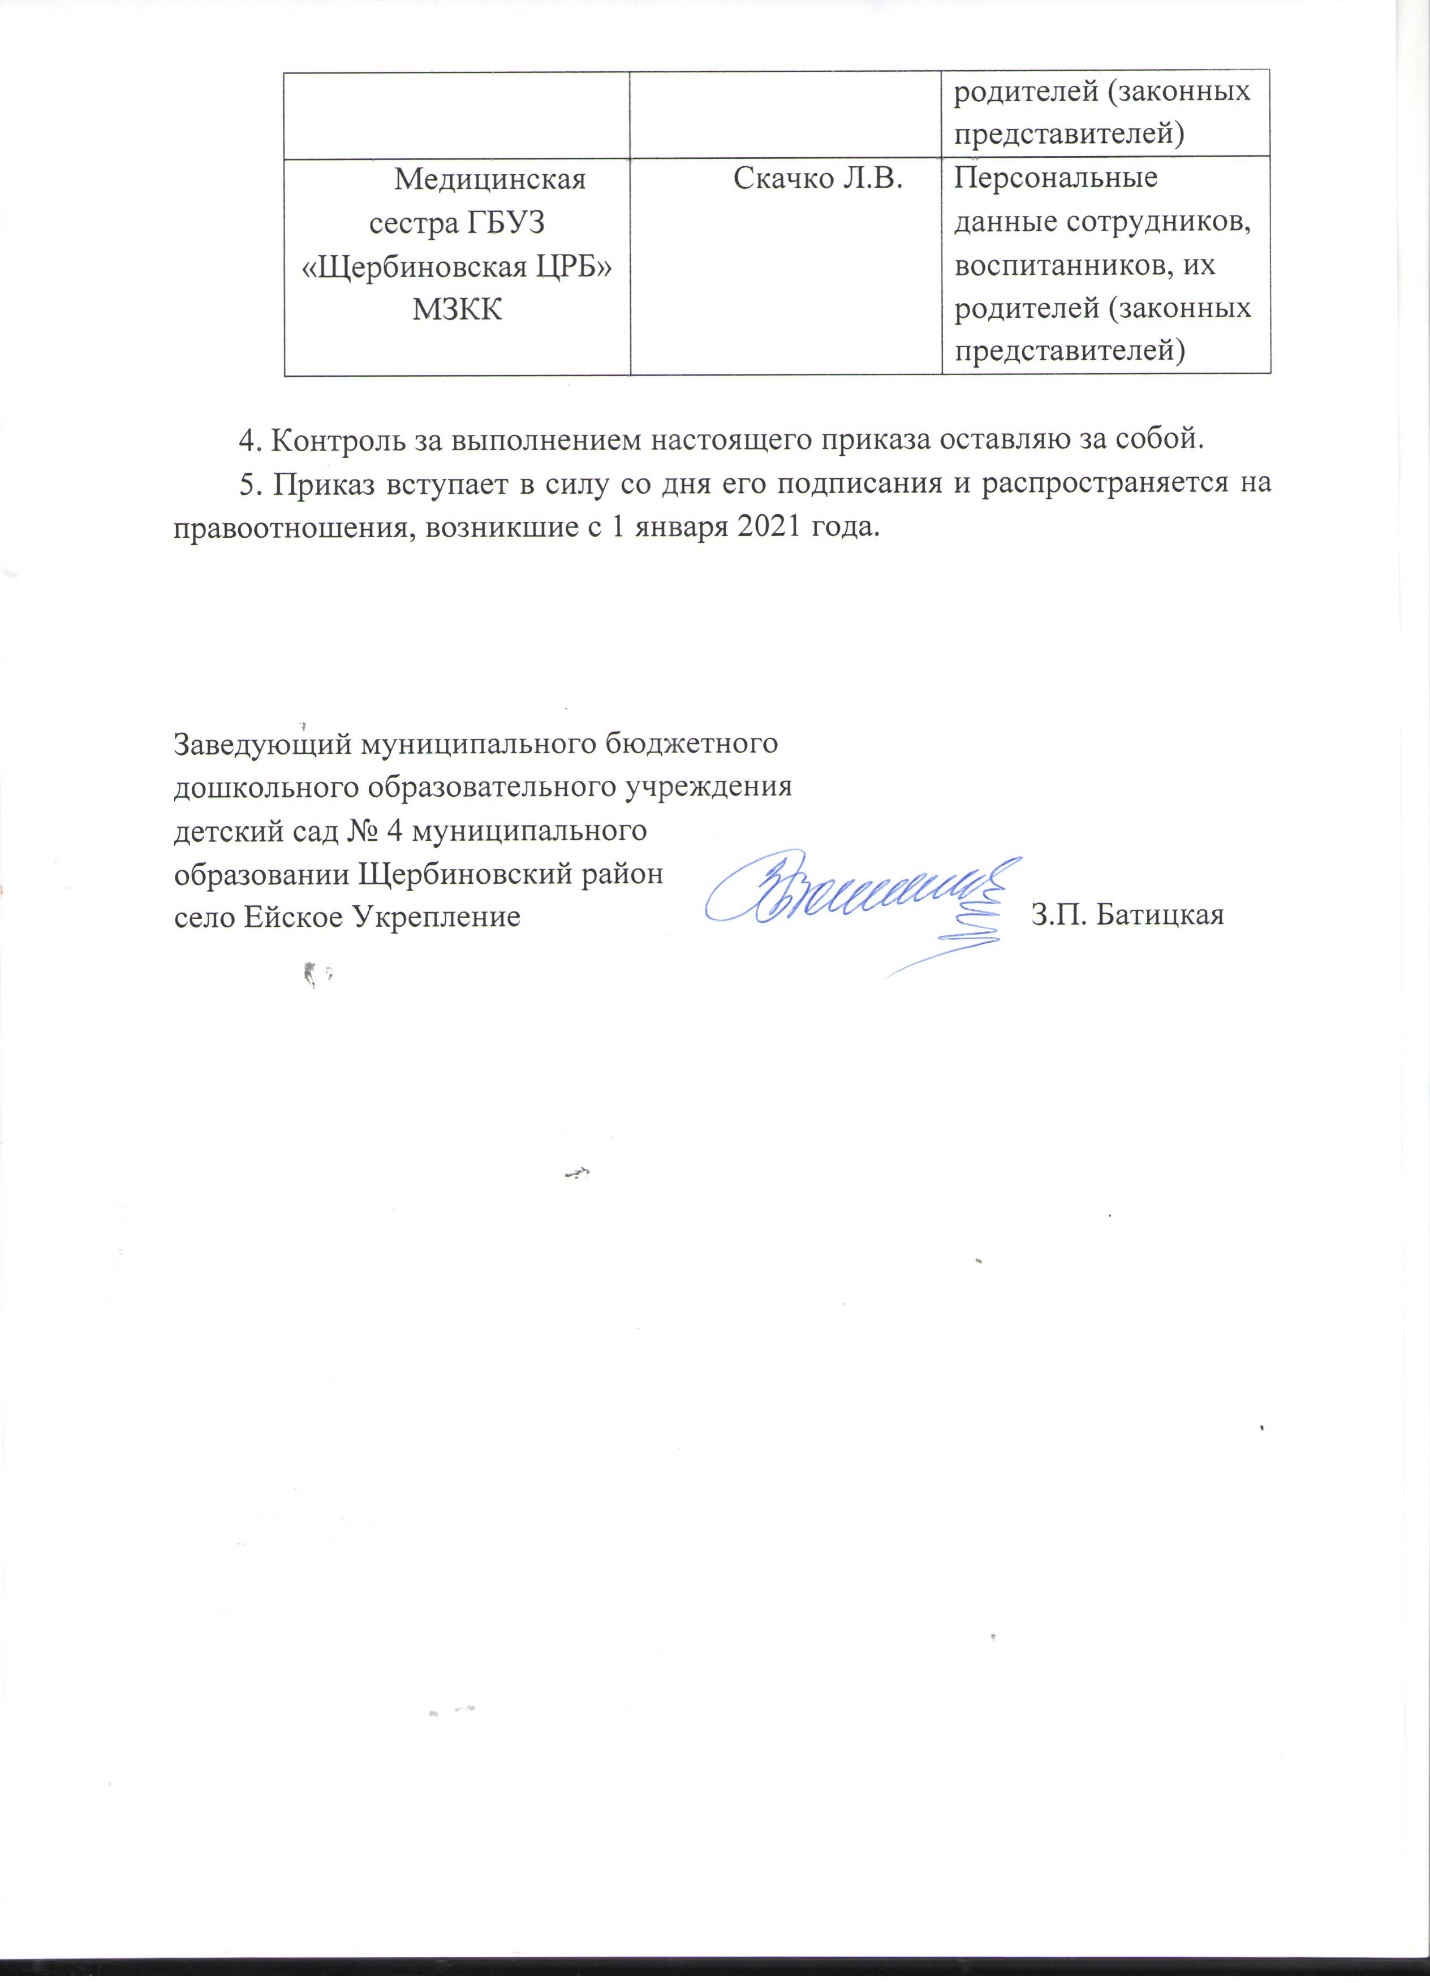 родителей (законных
представителей)
Медицинская
сестра ГБУЗ
«Щербиновская ЦРБ»
МЗКК
Скачко Л.В.
Персональные
данные сотрудников,
воспитанников, их
родителей (законных
представителей)
4. Контроль за выполнением настоящего приказа оставляю за собой.
5. Приказ вступает в силу со дня его подписания и распространяется на
правоотношения, возникшие с 1 января 2021 года.
Заведующий муниципального бюджетного
дошкольного образовательного учреждения
детский сад № 4 муниципального
образовании Щербиновский район
село Ейское Укрепление
З.П. Батицкая